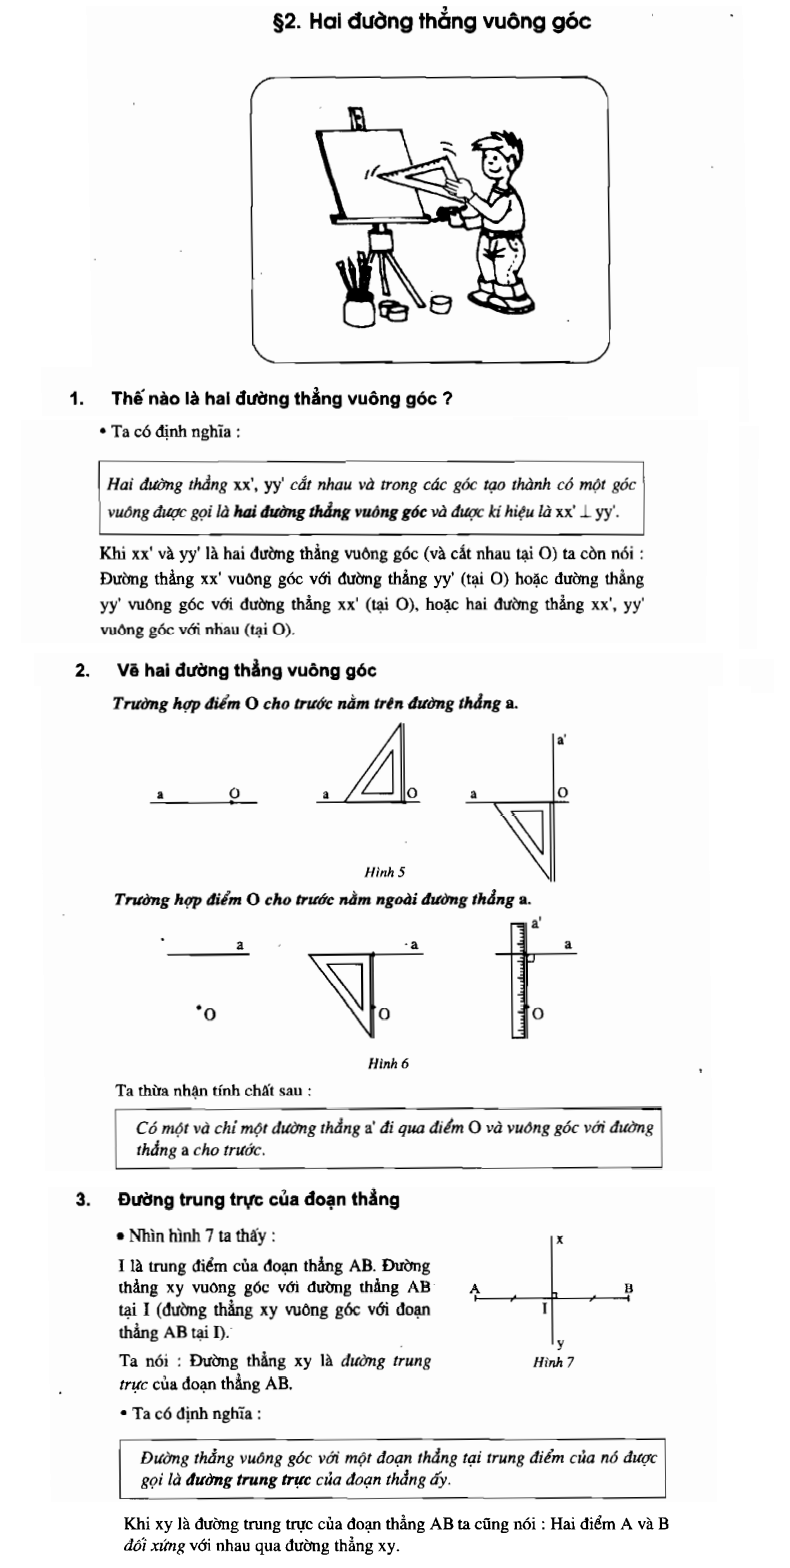 §2. Hai đường thẳng vuông góc
1. Thế nào là hai đường thẳng vuông góc ?
• Ta có định nghĩa :
Hai đường thẳng xx', yy' cắt nhau và trong các góc tạo thành có một góc
vuông được gọi là hai đường thẳng vuông góc và được kí hiệu là xx' ⊥ yy'.
Khi xx' và yy' là hai đường thẳng vuông góc (và cắt nhau tại O) ta còn nói :
Đường thẳng xx' vuông góc với đường thẳng yy' (tại O) hoặc đường thẳng
yy' vuông góc với đường thẳng xx' (tại O), hoặc hai đường thẳng xx', yy'
vuông góc với nhau (tại O).
2. Vẽ hai đường thẳng vuông góc
Trường hợp điểm O cho trước nằm trên đường thẳng a.
a'
a O a O a O
Hình 5
Trường hợp điểm O cho trước nằm ngoài đường thẳng a.
a'
a a a
O O O
Hình 6
Ta thừa nhận tính chất sau :
Có một và chỉ một đường thẳng a' đi qua điểm O và vuông góc với đường
thẳng a cho trước.
3. Đường trung trực của đoạn thẳng
• Nhìn hình 7 ta thấy :
I là trung điểm của đoạn thẳng AB. Đường
thẳng xy vuông góc với đường thẳng AB
tại I (đường thẳng xy vuông góc với đoạn
thẳng AB tại I).
Ta nói : Đường thẳng xy là đường trung
trực của đoạn thẳng AB.
x
A B
I
y
Hình 7
• Ta có định nghĩa :
Đường thẳng vuông góc với một đoạn thẳng tại trung điểm của nó được
gọi là đường trung trực của đoạn thẳng ấy.
Khi xy là đường trung trực của đoạn thẳng AB ta cũng nói : Hai điểm A và B
đối xứng với nhau qua đường thẳng xy.